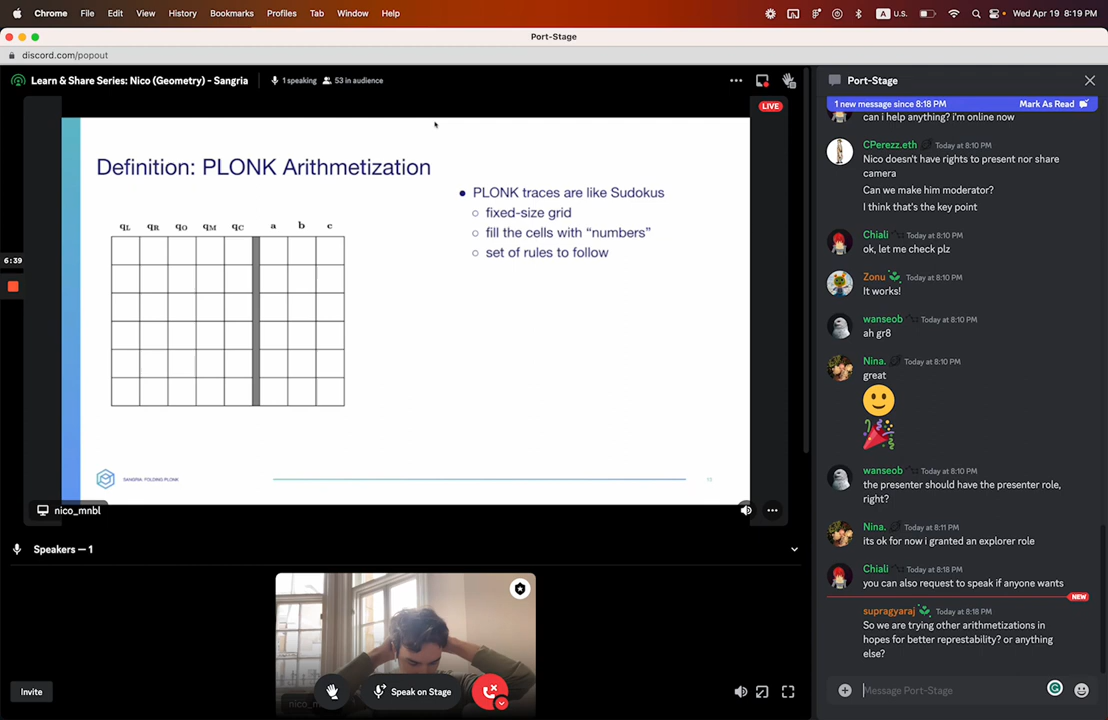 Chrome File Edit View History Bookmarks Profiles Tab Window Help
A U.S.
Wed Apr 19 8:19 PM
Port-Stage
discord.com/popout
Learn & Share Series: Nico (Geometry) - Sangria
1 speaking 53 in audience
LIVE
Definition: PLONK Arithmetization
qL qR qO qM qC a b c
• PLONK traces are like Sudokus
○ fixed-size grid
○ fill the cells with “numbers”
○ set of rules to follow
6:39
SANGRIA: FOLDING PLONK
nico_mnbl
Speakers — 1
Invite
Speak on Stage
Port-Stage
1 new message since 8:18 PM Mark As Read
can i help anything? i'm online now
CPerezz.eth Today at 8:10 PM
Nico doesn't have rights to present nor share
camera
Can we make him moderator?
I think that's the key point
Chiali Today at 8:10 PM
ok, let me check plz
Zonu Today at 8:10 PM
It works!
wanseob Today at 8:10 PM
ah gr8
Nina. Today at 8:10 PM
great
wanseob Today at 8:10 PM
the presenter should have the presenter role,
right?
Nina. Today at 8:11 PM
its ok for now i granted an explorer role
Chiali Today at 8:18 PM
you can also request to speak if anyone wants
NEW
supragyaraj Today at 8:18 PM
So we are trying other arithmetizations in
hopes for better represtability? or anything
else?
Message Port-Stage